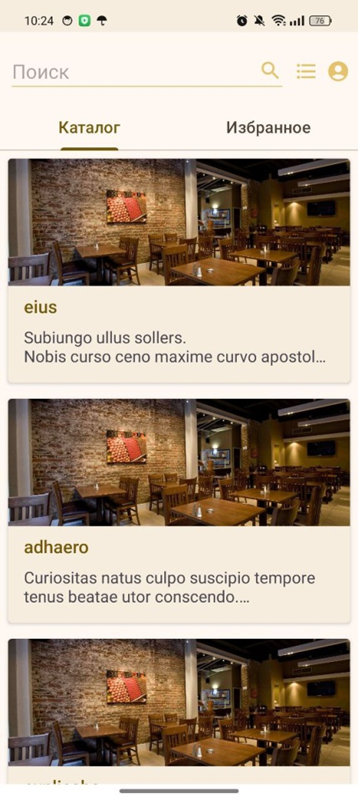 10:24
76
Поиск
Каталог
Избранное
eius
Subiungo ullus sollers.
Nobis curso ceno maxime curvo apostol...
adhaero
Curiositas natus culpo suscipio tempore
tenus beatae utor conscendo....